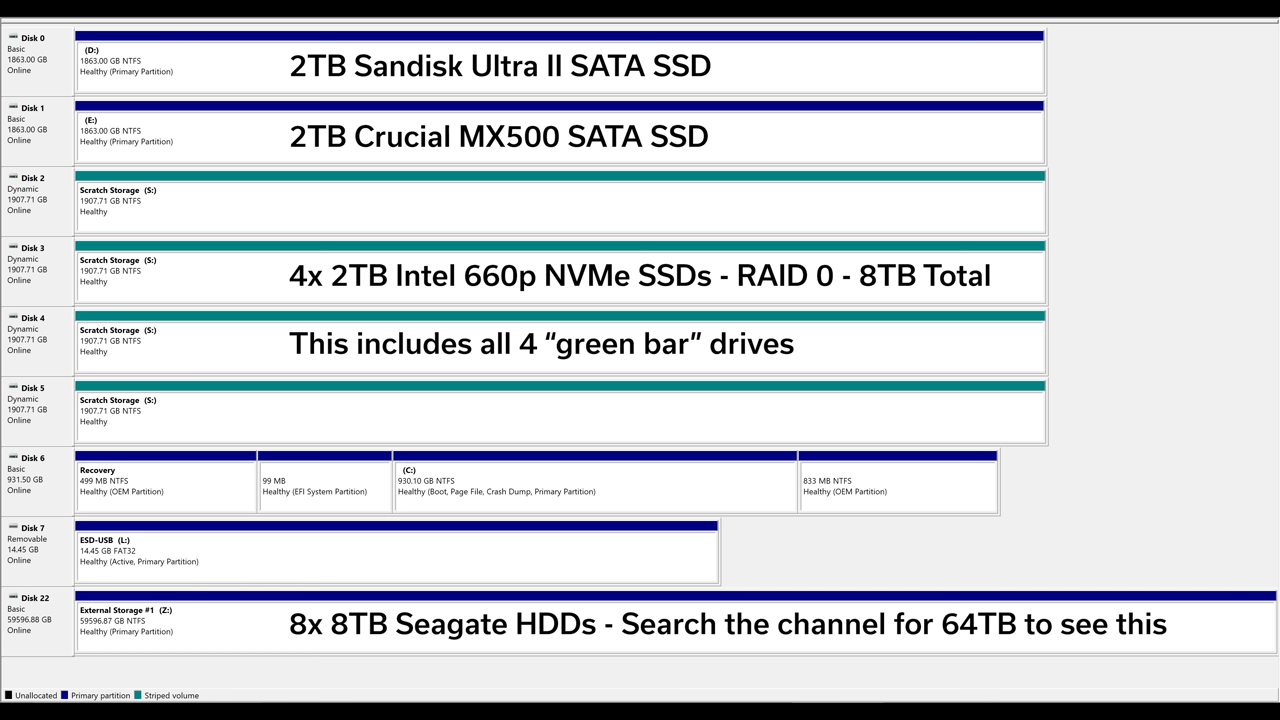 Disk 0
Basic
1863.00 GB
Online
(D:)
1863.00 GB NTFS
Healthy (Primary Partition)
2TB Sandisk Ultra II SATA SSD
Disk 1
Basic
1863.00 GB
Online
(E:)
1863.00 GB NTFS
Healthy (Primary Partition)
2TB Crucial MX500 SATA SSD
Disk 2
Dynamic
1907.71 GB
Online
Scratch Storage (S:)
1907.71 GB NTFS
Healthy
Disk 3
Dynamic
1907.71 GB
Online
Scratch Storage (S:)
1907.71 GB NTFS
Healthy
4x 2TB Intel 660p NVMe SSDs - RAID 0 - 8TB Total
Disk 4
Dynamic
1907.71 GB
Online
Scratch Storage (S:)
1907.71 GB NTFS
Healthy
This includes all 4 “green bar” drives
Disk 5
Dynamic
1907.71 GB
Online
Scratch Storage (S:)
1907.71 GB NTFS
Healthy
Disk 6
Basic
931.50 GB
Online
Recovery
499 MB NTFS
Healthy (OEM Partition)
99 MB
Healthy (EFI System Partition)
(C:)
930.10 GB NTFS
Healthy (Boot, Page File, Crash Dump, Primary Partition)
833 MB NTFS
Healthy (OEM Partition)
Disk 7
Removable
14.45 GB
Online
ESD-USB (L:)
14.45 GB FAT32
Healthy (Active, Primary Partition)
Disk 22
Basic
59596.88 GB
Online
External Storage #1 (Z:)
59596.87 GB NTFS
Healthy (Primary Partition)
8x 8TB Seagate HDDs - Search the channel for 64TB to see this
Unallocated Primary partition Striped volume